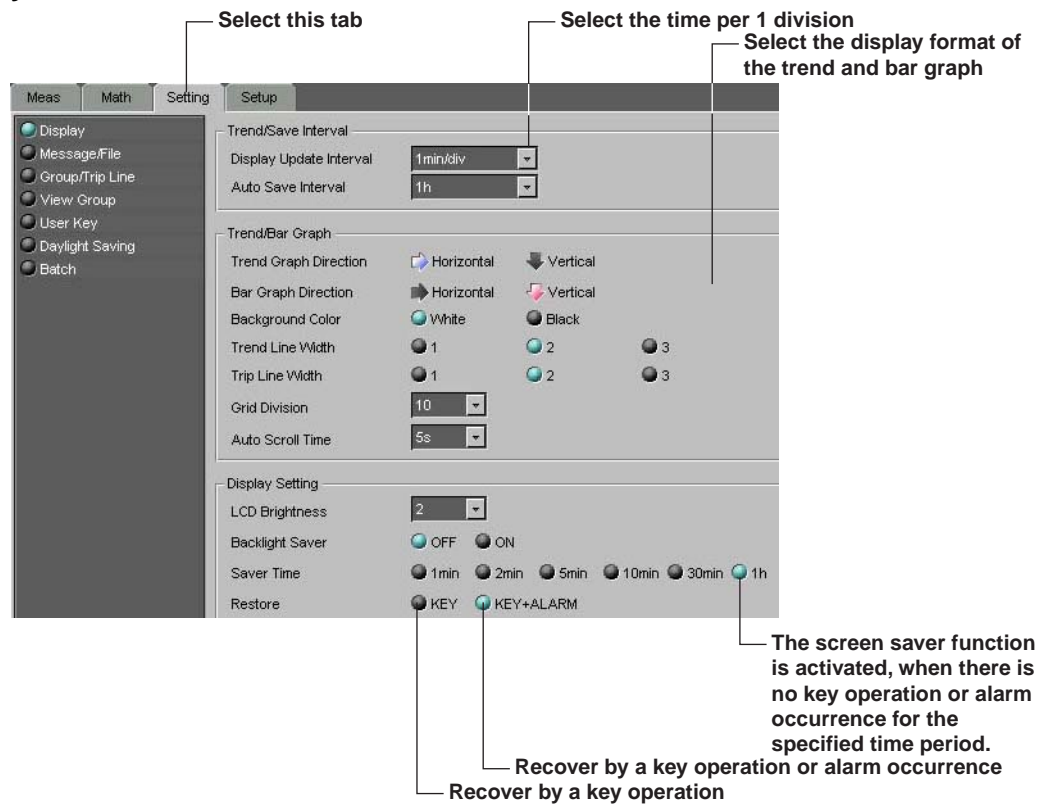 Select this tab
Select the time per 1 division
Select the display format of
the trend and bar graph
Meas Math Setting Setup
Display
Message/File
Group/Trip Line
View Group
User Key
Daylight Saving
Batch
Trend/Save Interval
Display Update Interval 1min/div
Auto Save Interval 1h
Trend/Bar Graph
Trend Graph Direction Horizontal Vertical
Bar Graph Direction Horizontal Vertical
Background Color White Black
Trend Line Width 1 2 3
Trip Line Width 1 2 3
Grid Division 10
Auto Scroll Time 5s
Display Setting
LCD Brightness 2
Backlight Saver OFF ON
Saver Time 1min 2min 5min 10min 30min 1h
Restore KEY KEY+ALARM
The screen saver function
is activated, when there is
no key operation or alarm
occurrence for the
specified time period.
Recover by a key operation or alarm occurrence
Recover by a key operation